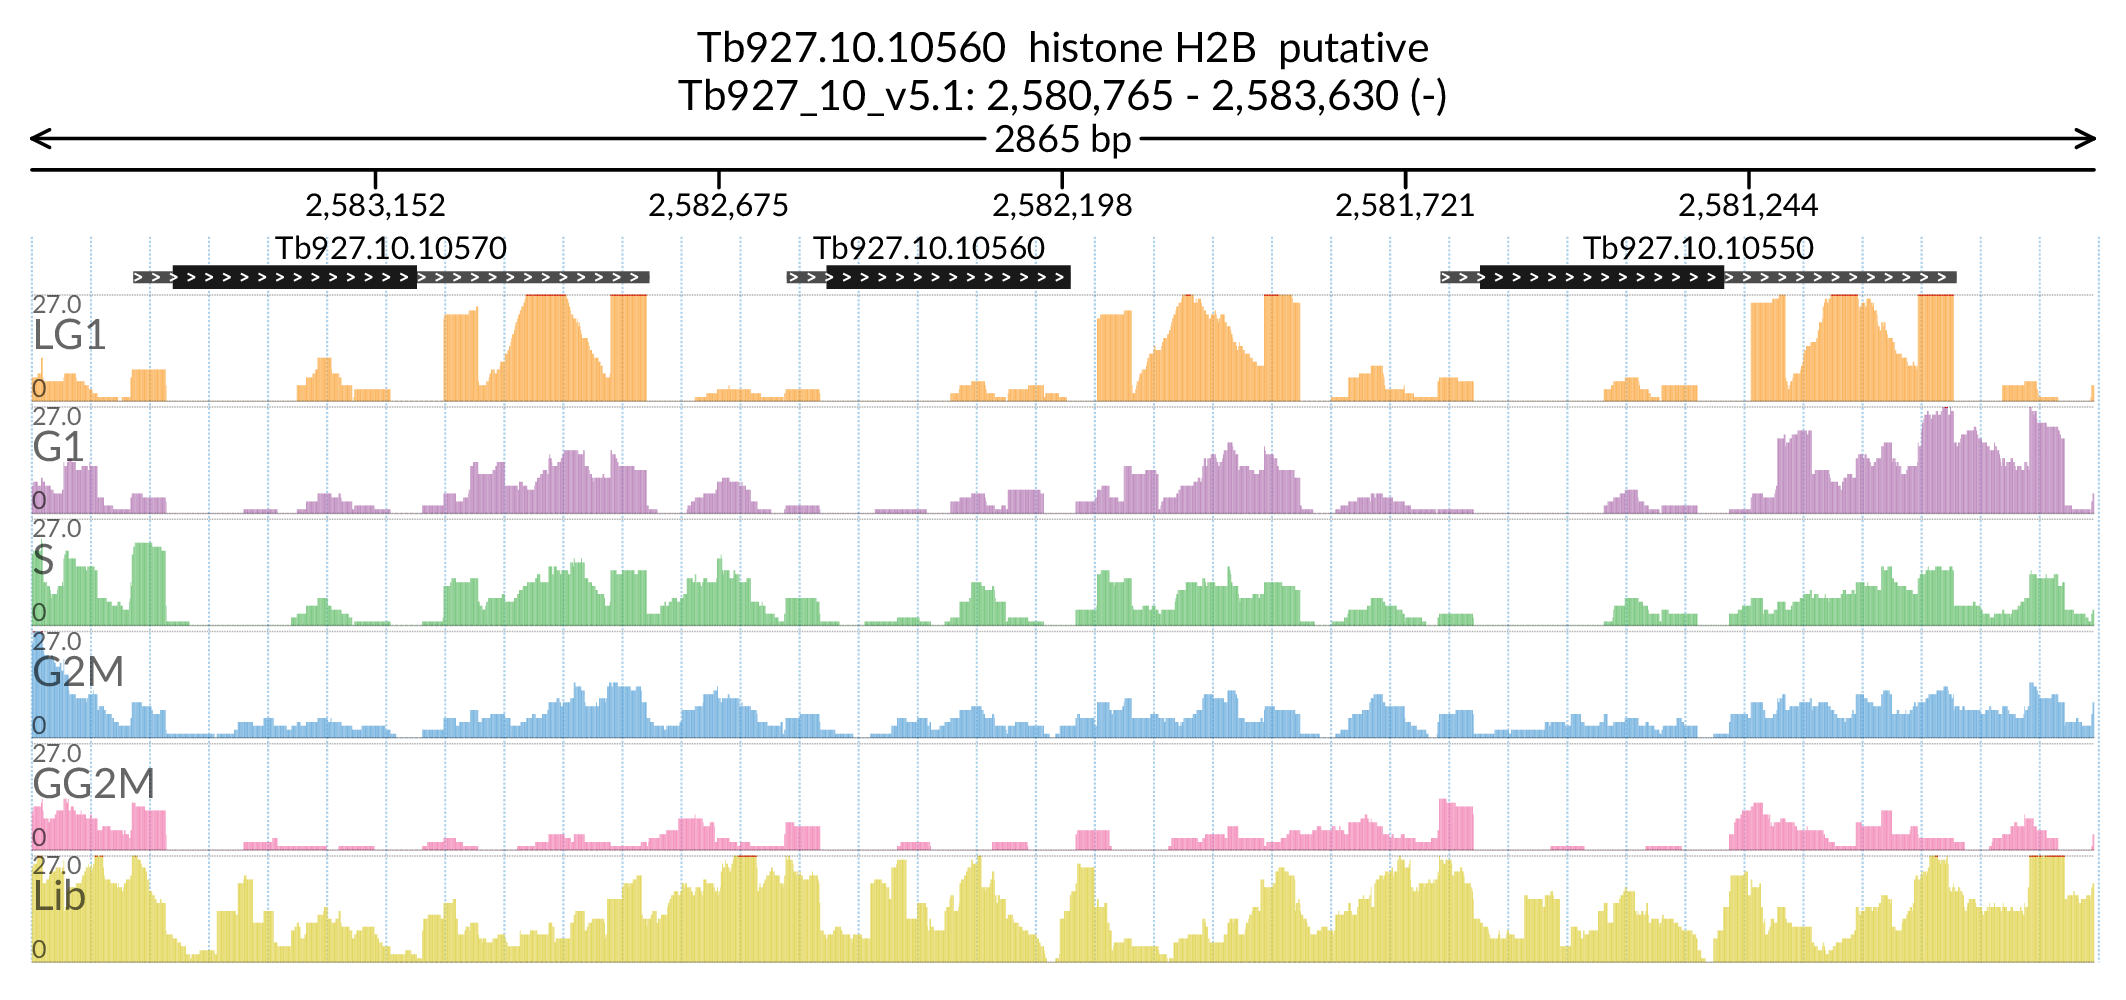 Tb927.10.10560 histone H2B putative
Tb927_10_v5.1: 2,580,765 - 2,583,630 (-)
2865 bp
2,583,152 2,582,675 2,582,198 2,581,721 2,581,244
Tb927.10.10570 Tb927.10.10560 Tb927.10.10550
27.0
LG1
0
27.0
G1
0
27.0
S
0
27.0
G2M
0
27.0
GG2M
0
27.0
Lib
0